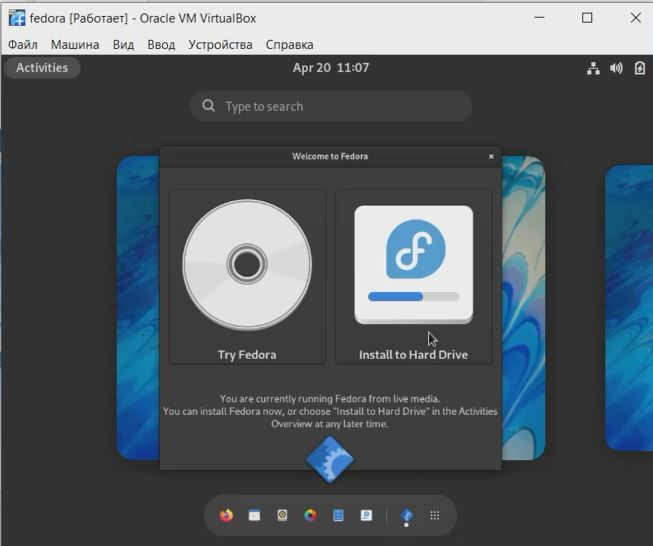 fedora [Работает] - Oracle VM VirtualBox
Файл Машина Вид Ввод Устройства Справка
Activities
Apr 20 11:07
Type to search
Welcome to Fedora
Try Fedora
Install to Hard Drive
You are currently running Fedora from live media.
You can install Fedora now, or choose "Install to Hard Drive" in the Activities
Overview at any later time.